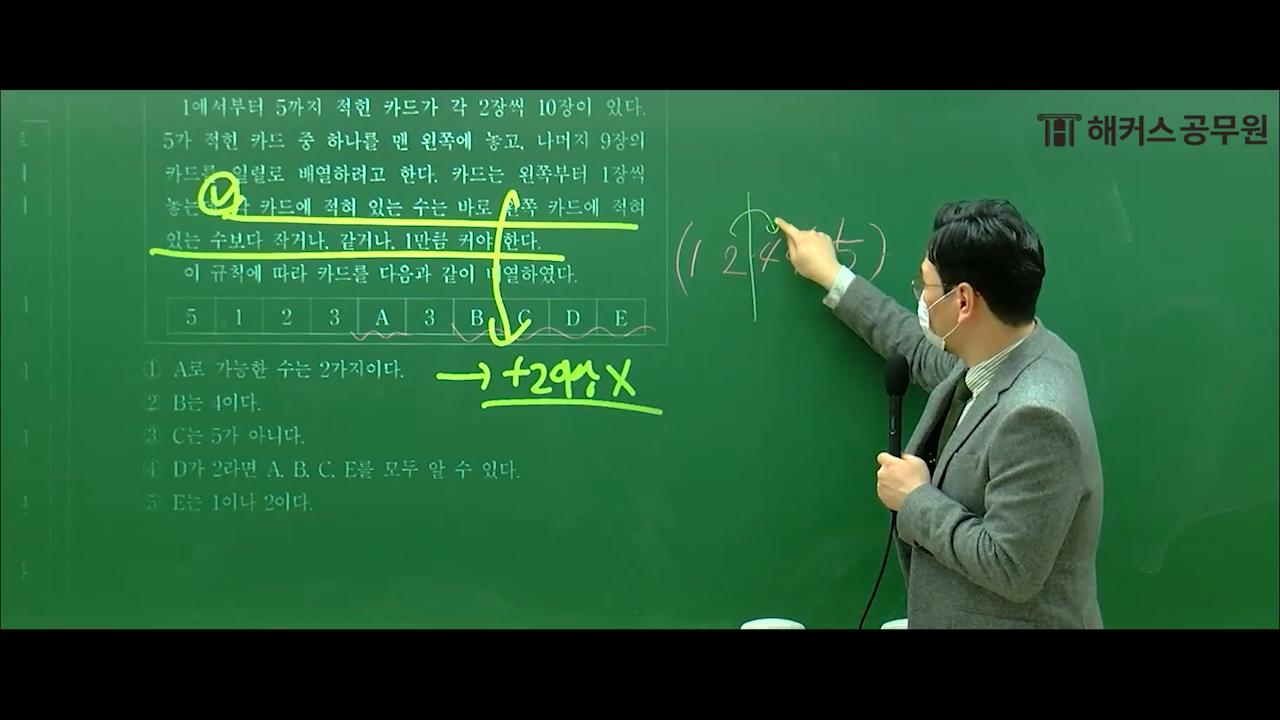 해커스 공무원
1에서부터 5까지 적힌 카드가 각 2장씩 10장이 있다.
5가 적힌 카드 중 하나를 맨 왼쪽에 놓고, 나머지 9장의
카드를 일렬로 배열하려고 한다. 카드는 왼쪽부터 1장씩
놓는 각 카드에 적혀 있는 수는 바로 왼쪽 카드에 적혀
있는 수보다 작거나, 같거나, 1만큼 커야 한다.
이 규칙에 따라 카드를 다음과 같이 배열하였다.
5 1 2 3 A 3 B C D E
(1 2 4 4 5)
→ +2이상 X
① A로 가능한 수는 2가지이다.
② B는 4이다.
③ C는 5가 아니다.
④ D가 2라면 A, B, C, E를 모두 알 수 있다.
⑤ E는 1이나 2이다.